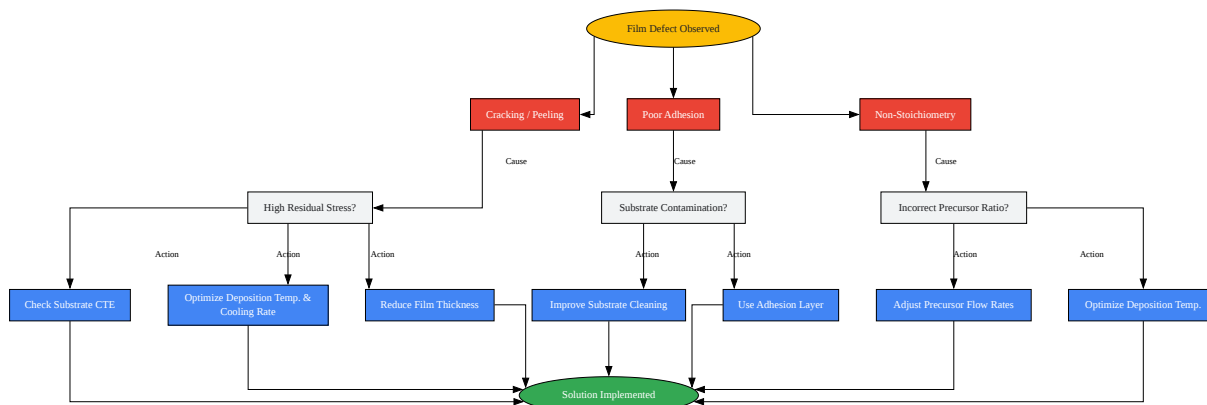 Film Defect Observed
Cracking / Peeling
Poor Adhesion
Non-Stoichiometry
Cause
Cause
Cause
High Residual Stress?
Substrate Contamination?
Incorrect Precursor Ratio?
Action
Action
Action
Action
Action
Action
Action
Check Substrate CTE
Optimize Deposition Temp. &
Cooling Rate
Reduce Film Thickness
Improve Substrate Cleaning
Use Adhesion Layer
Adjust Precursor Flow Rates
Optimize Deposition Temp.
Solution Implemented